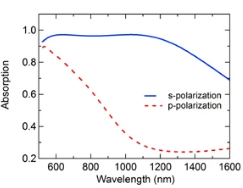 1.0
0.8
0.6
0.4
0.2
Absorption
s-polarization
p-polarization
600 800 1000 1200 1400 1600
Wavelength (nm)